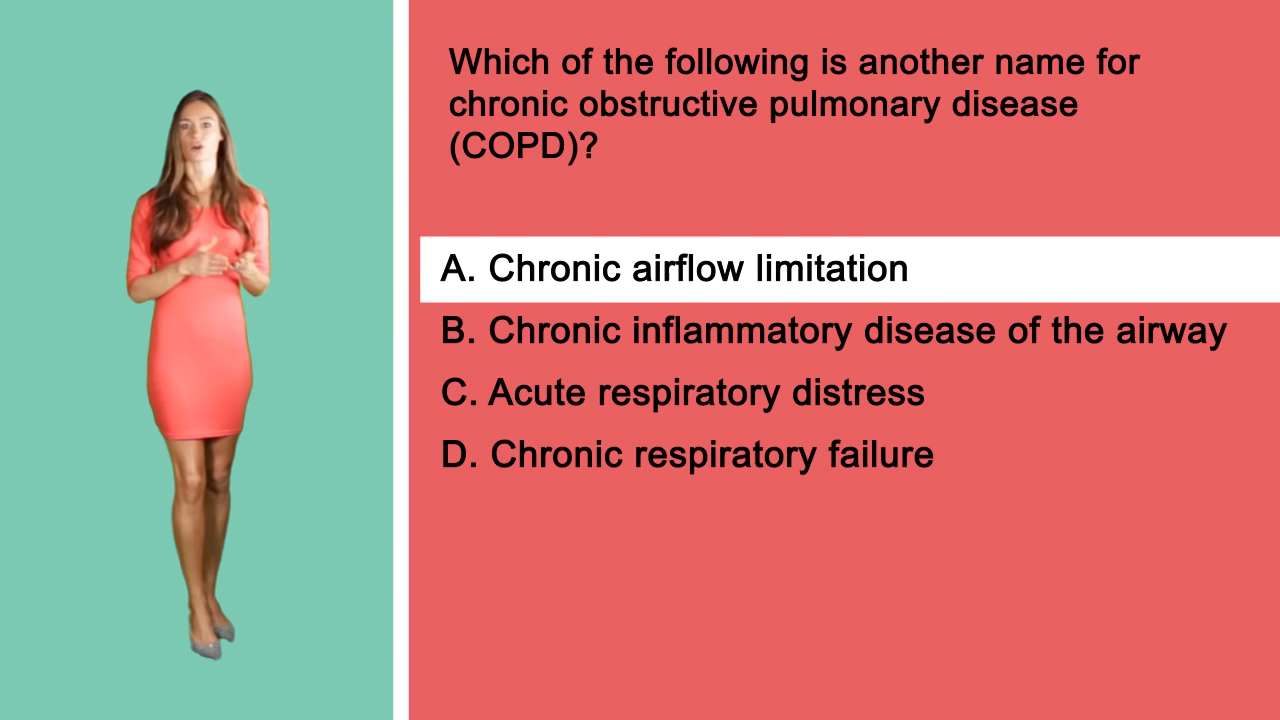 Which of the following is another name for
chronic obstructive pulmonary disease
(COPD)?
A. Chronic airflow limitation
B. Chronic inflammatory disease of the airway
C. Acute respiratory distress
D. Chronic respiratory failure